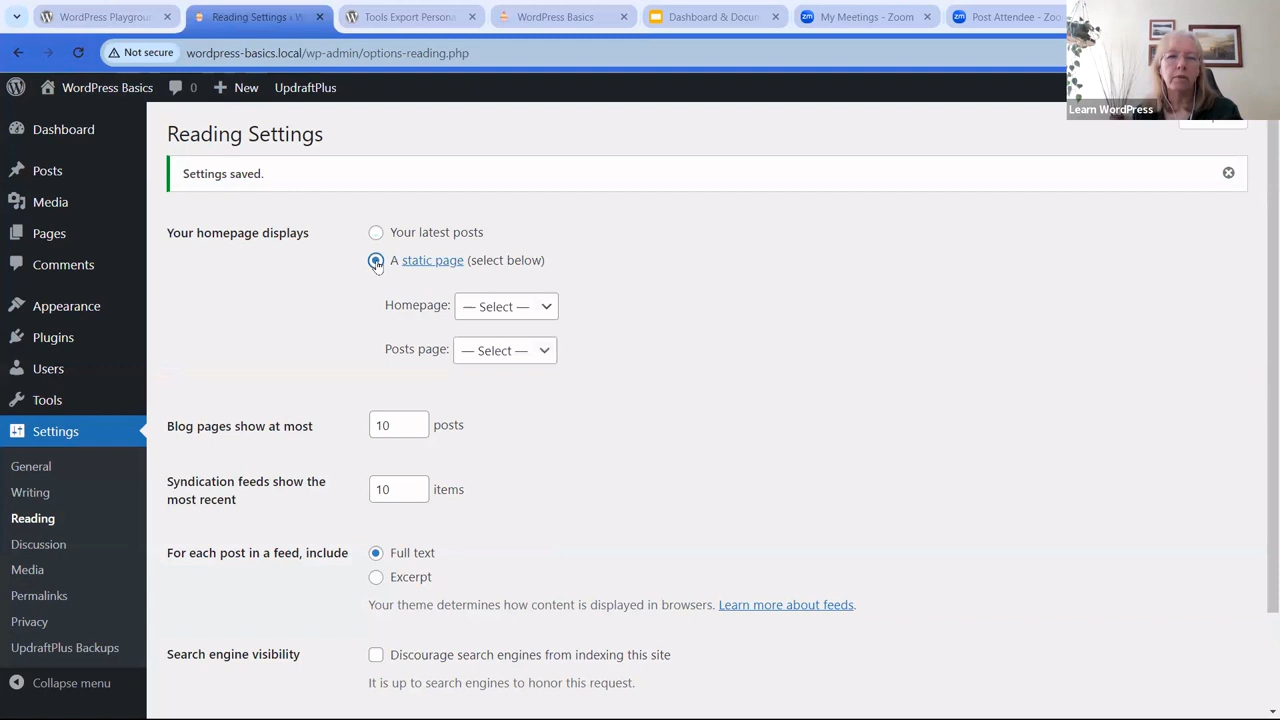 WordPress Playgrou
Reading Settings ‹ W
Tools Export Persona
WordPress Basics
Dashboard & Docum
My Meetings - Zoom
Post Attendee - Zoo
Not secure
wordpress-basics.local/wp-admin/options-reading.php
WordPress Basics
0
New
UpdraftPlus
Learn WordPress
Dashboard
Posts
Media
Pages
Comments
Appearance
Plugins
Users
Tools
Settings
General
Writing
Reading
Discussion
Media
Permalinks
Privacy
UpdraftPlus Backups
Collapse menu
Reading Settings
Settings saved.
Your homepage displays
Your latest posts
A static page (select below)
Homepage: — Select —
Posts page: — Select —
Blog pages show at most
10 posts
Syndication feeds show the
most recent
10 items
For each post in a feed, include
Full text
Excerpt
Your theme determines how content is displayed in browsers. Learn more about feeds.
Search engine visibility
Discourage search engines from indexing this site
It is up to search engines to honor this request.